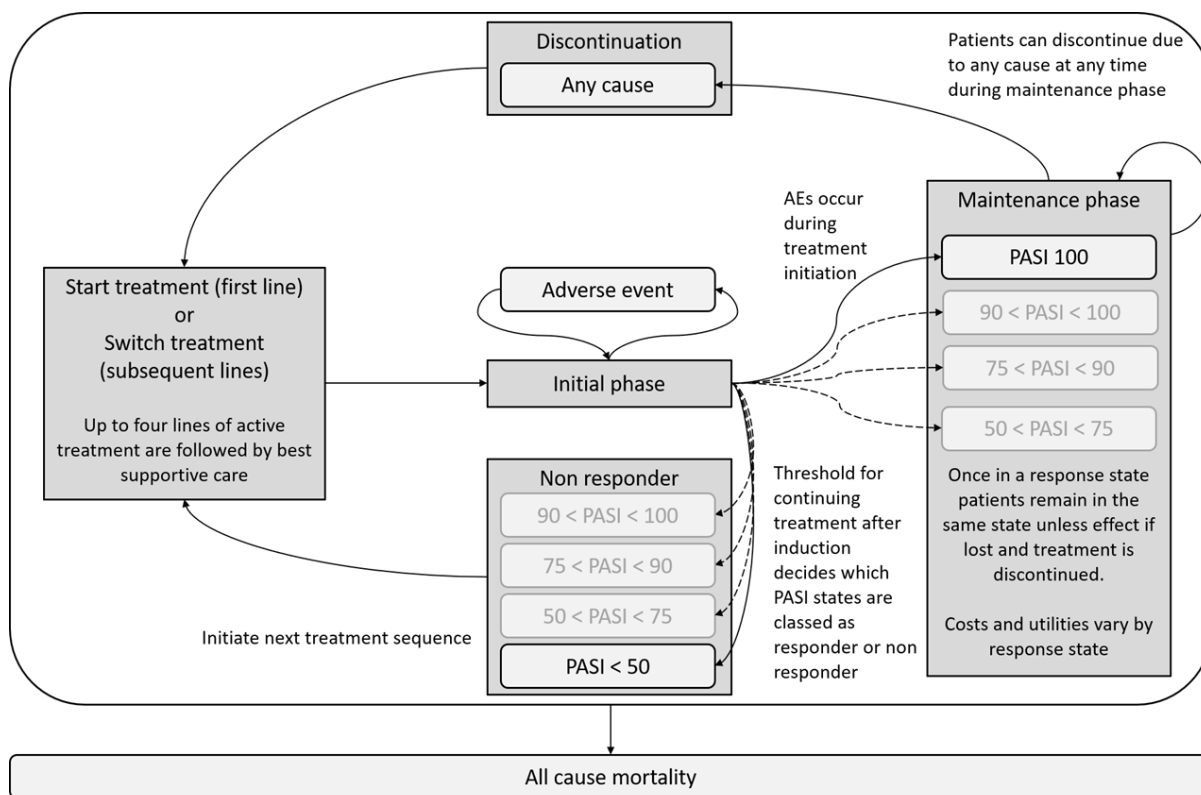 Discontinuation
Any cause
Patients can discontinue due
to any cause at any time
during maintenance phase
Start treatment (first line)
or
Switch treatment
(subsequent lines)
Up to four lines of active
treatment are followed by best
supportive care
Adverse event
Initial phase
AEs occur
during
treatment
initiation
Maintenance phase
PASI 100
90 < PASI < 100
75 < PASI < 90
50 < PASI < 75
Once in a response state
patients remain in the
same state unless effect if
lost and treatment is
discontinued.
Costs and utilities vary by
response state
Non responder
90 < PASI < 100
75 < PASI < 90
50 < PASI < 75
PASI < 50
Threshold for
continuing
treatment after
induction
decides which
PASI states are
classed as
responder or non
responder
Initiate next treatment sequence
All cause mortality